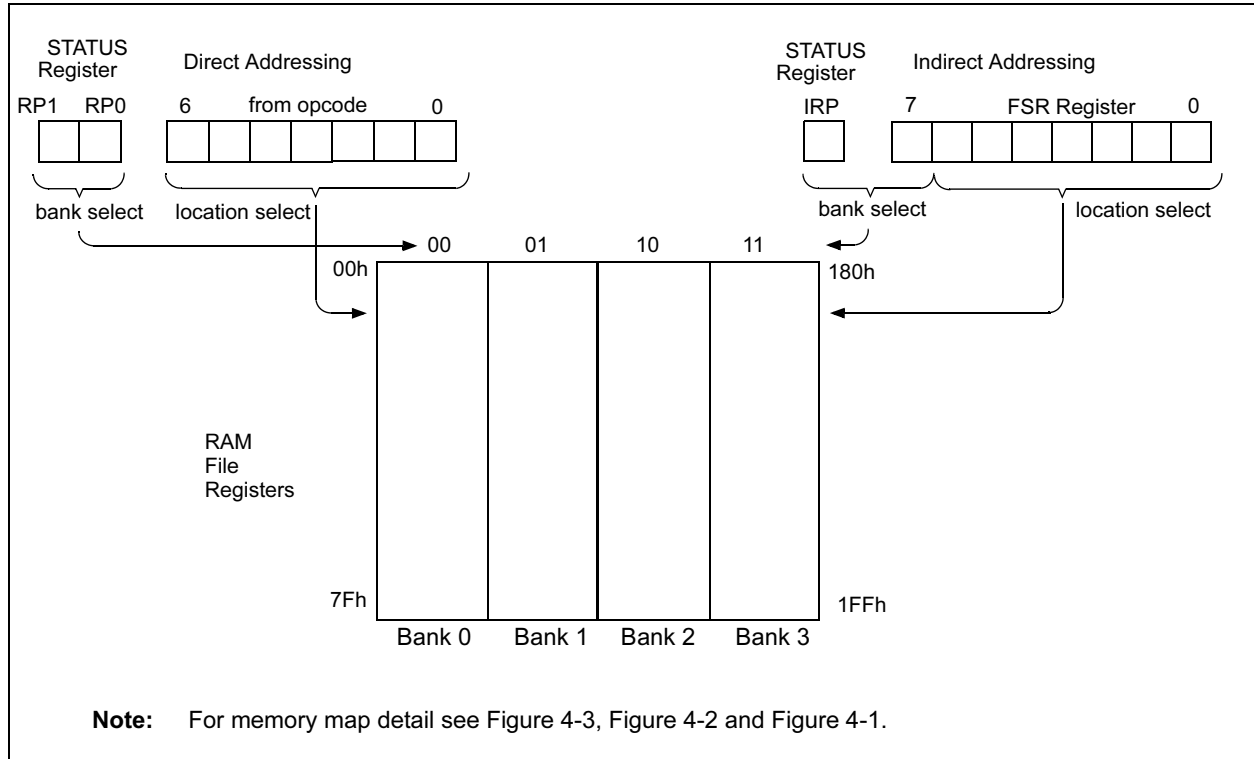 STATUS
Register
Direct Addressing
RP1 RP0
6 from opcode 0
bank select
location select
STATUS
Register
Indirect Addressing
IRP
7 FSR Register 0
bank select
location select
00 01 10 11
00h
180h
RAM
File
Registers
7Fh
1FFh
Bank 0 Bank 1 Bank 2 Bank 3
Note: For memory map detail see Figure 4-3, Figure 4-2 and Figure 4-1.